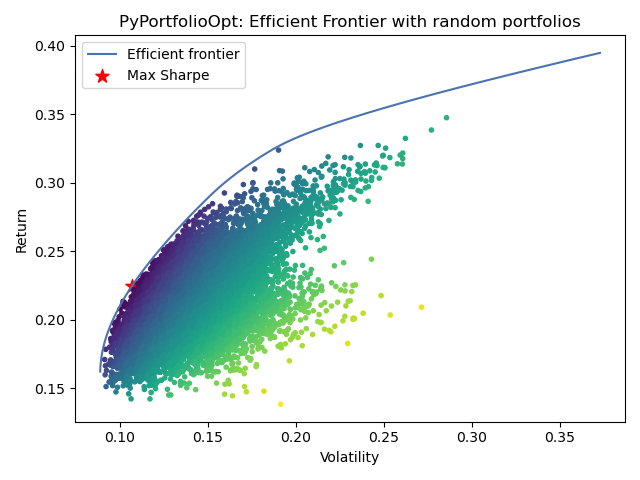 PyPortfolioOpt: Efficient Frontier with random portfolios
Efficient frontier
Max Sharpe
Return
0.40
0.35
0.30
0.25
0.20
0.15
0.10 0.15 0.20 0.25 0.30 0.35
Volatility